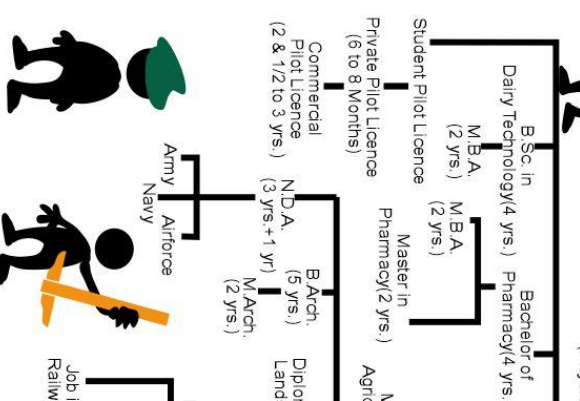 Student Pilot Licence
Private Pilot Licence
(6 to 8 Months)
Commercial
Pilot Licence
(2 & 1/2 to 3 yrs.)
B.Sc. in
Dairy Technology(4 yrs.)
M.B.A.
(2 yrs.)
Bachelor of
Pharmacy(4 yrs.
M.B.A.
(2 yrs.)
Master in
Pharmacy(2 yrs.)
N.D.A.
(3 yrs.+1 yr)
Army
Navy
Airforce
B.Arch.
(5 yrs.)
M.Arch.
(2 yrs.)